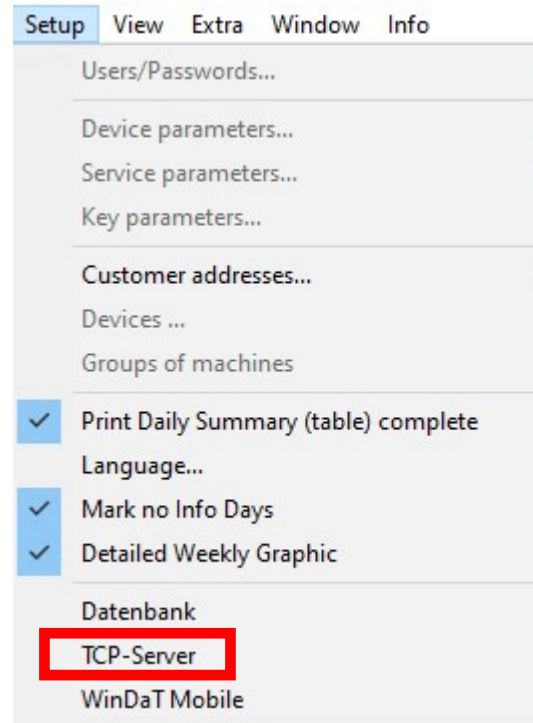 Setup View Extra Window Info
Users/Passwords...
Device parameters...
Service parameters...
Key parameters...
Customer addresses...
Devices ...
Groups of machines
Print Daily Summary (table) complete
Language...
Mark no Info Days
Detailed Weekly Graphic
Datenbank
TCP-Server
WinDaT Mobile